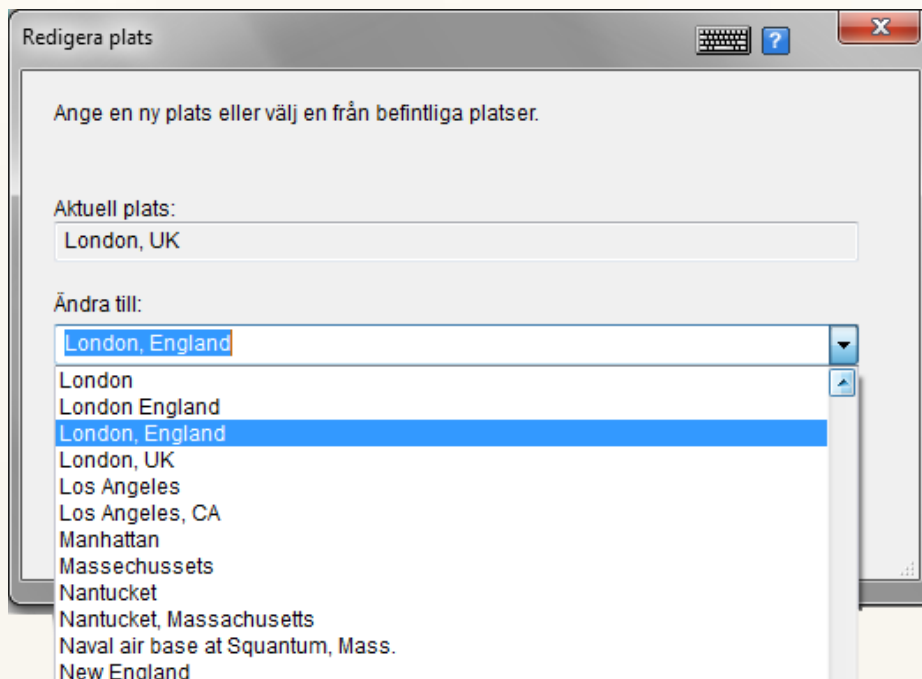 Redigera plats
?
X
Ange en ny plats eller välj en från befintliga platser.
Aktuell plats:
London, UK
Ändra till:
London, England
London
London England
London, England
London, UK
Los Angeles
Los Angeles, CA
Manhattan
Massechussets
Nantucket
Nantucket, Massachusetts
Naval air base at Squantum, Mass.
New England